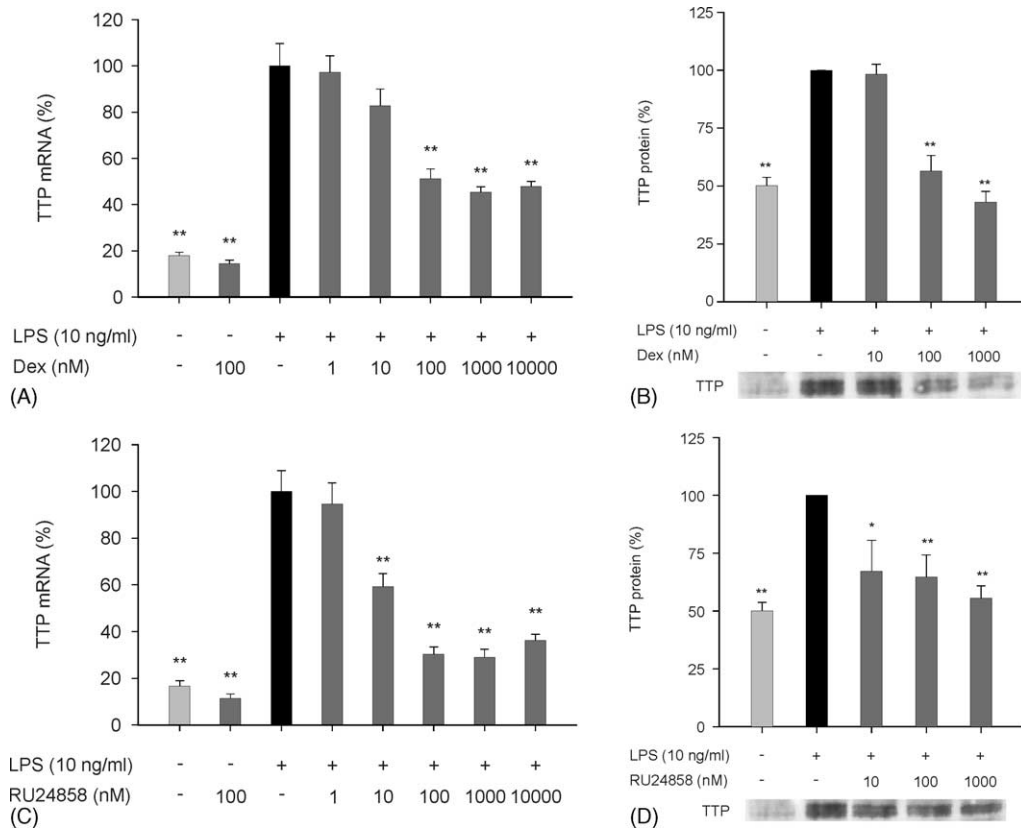 120
100
80
60
40
20
0
TTP mRNA (%)
** ** ** ** **
LPS (10 ng/ml) - - + + + + + +
Dex (nM) - 100 - 1 10 100 1000 10000
(A)
125
100
75
50
25
0
TTP protein (%)
** ** **
LPS (10 ng/ml) - + + + +
Dex (nM) - - 10 100 1000
TTP
(B)
120
100
80
60
40
20
0
TTP mRNA (%)
** ** ** ** ** **
LPS (10 ng/ml) - - + + + + + +
RU24858 (nM) - 100 - 1 10 100 1000 10000
(C)
125
100
75
50
25
0
TTP protein (%)
** * ** **
LPS (10 ng/ml) - + + + +
RU24858 (nM) - - 10 100 1000
TTP
(D)